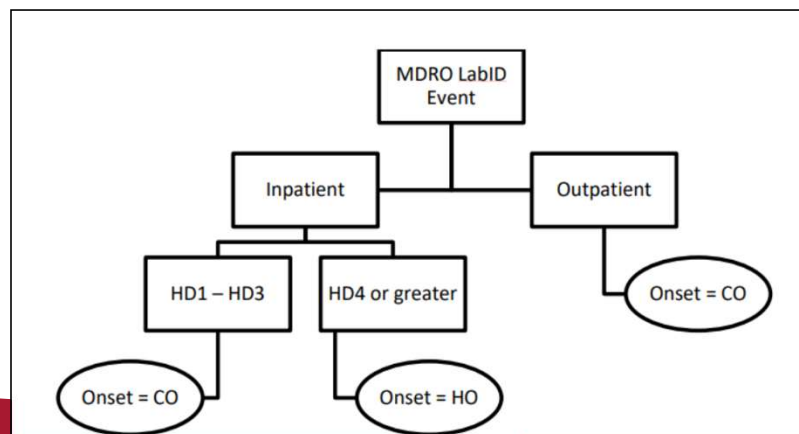 MDRO LabID
Event
Inpatient
Outpatient
HD1 – HD3
HD4 or greater
Onset = CO
Onset = CO
Onset = HO